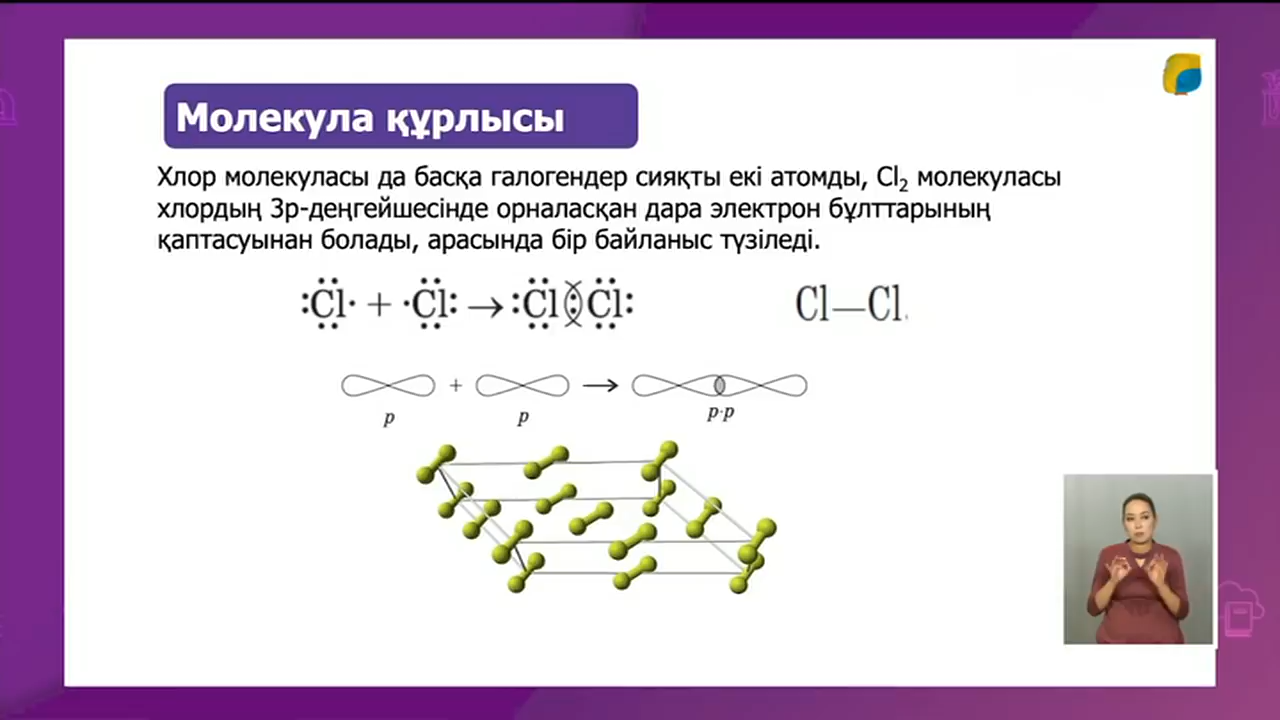 Молекула құрлысы
Хлор молекуласы да басқа галогендер сияқты екі атомды, Cl₂ молекуласы
хлордың 3р-деңгейшесінде орналасқан дара электрон бұлттарының
қаптасуынан болады, арасында бір байланыс түзіледі.
:Cl· + ·Cl: → :Cl:Cl: Cl—Cl.
p + p → p-p